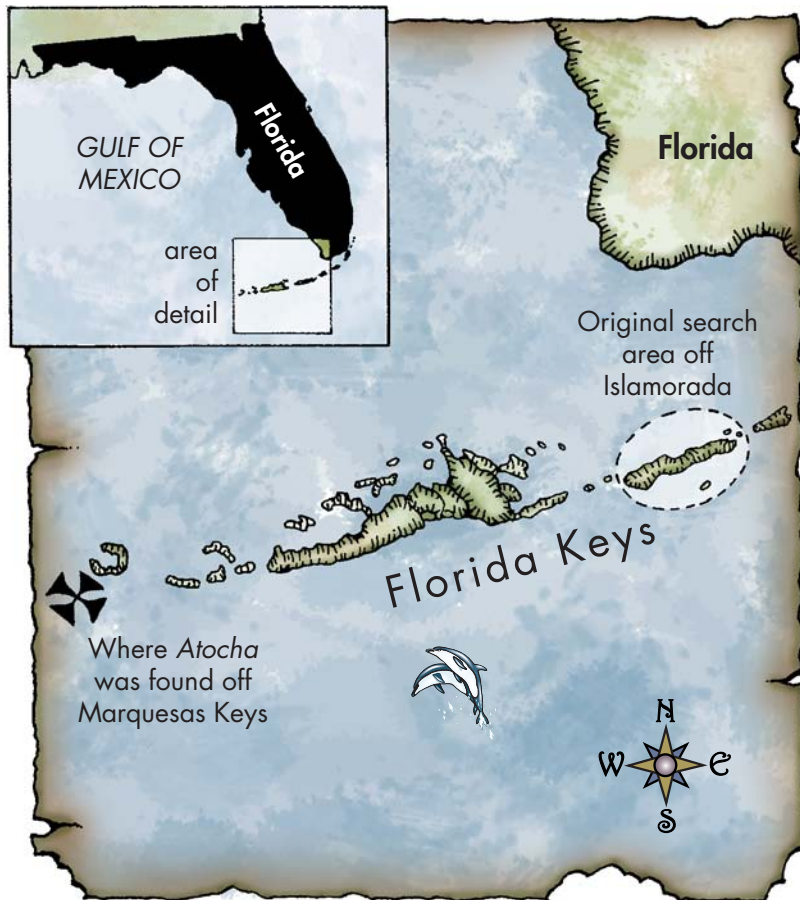 GULF OF
MEXICO
Florida
area
of
detail
Florida
Original search
area off
Islamorada
Florida Keys
Where Atocha
was found off
Marquesas Keys
N
W E
S